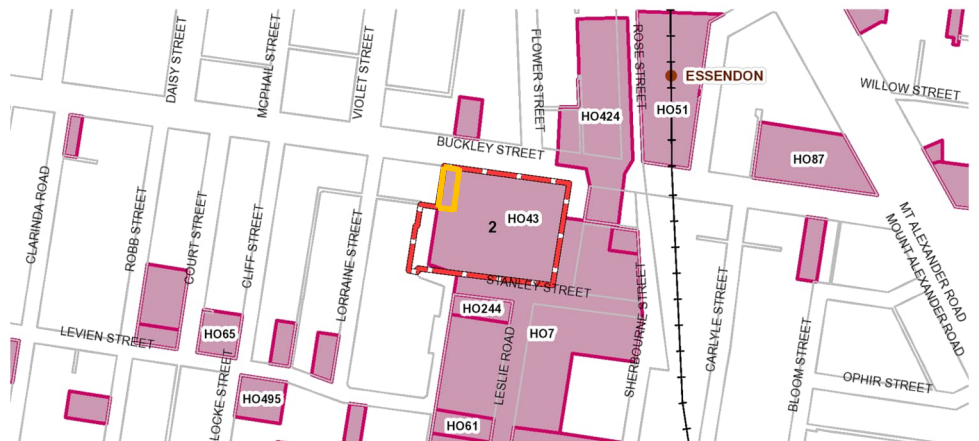 DAISY STREET
MCPHAIL STREET
VIOLET STREET
FLOWER STREET
ROSE STREET
ESSENDON
WILLOW STREET
HO424
HO51
BUCKLEY STREET
HO87
CLARINDA ROAD
ROBB STREET
COURT STREET
CLIFF STREET
LORRAINE STREET
HO43
2
MT ALEXANDER ROAD
MOUNT ALEXANDER ROAD
STANLEY STREET
HO244
LEVIEN STREET
HO65
HO7
LESLIE ROAD
SHERBOURNE STREET
CARLYLE STREET
BLOOM STREET
OPHIR STREET
LOCKE STREET
HO495
HO61